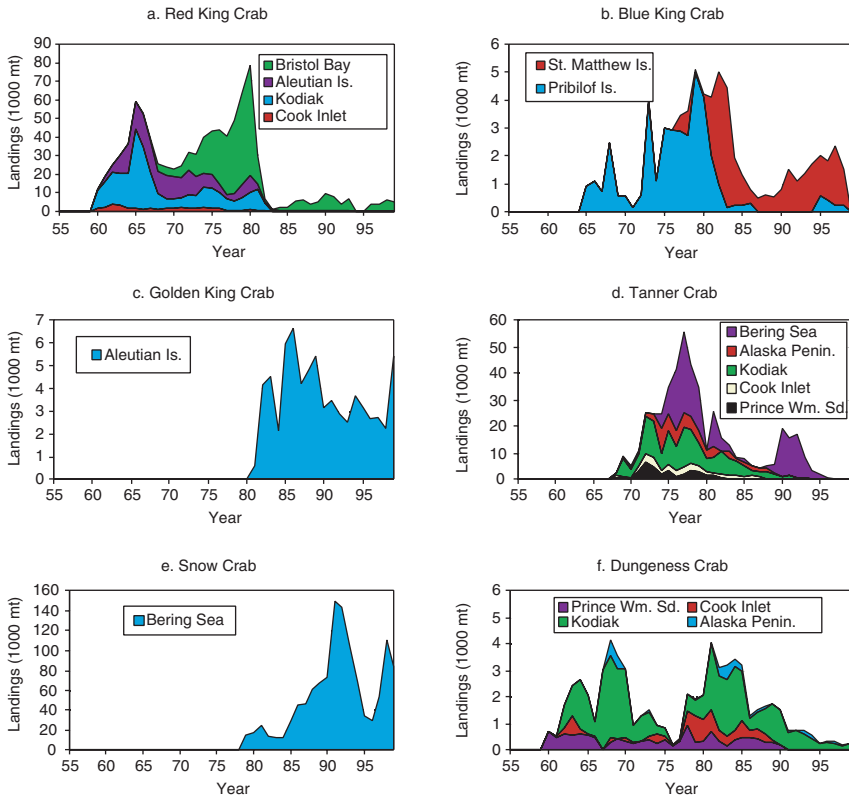 a. Red King Crab
90
80
70
60
50
40
30
20
10
0
Landings (1000 mt)
Bristol Bay
Aleutian Is.
Kodiak
Cook Inlet
55 60 65 70 75 80 85 90 95
Year
b. Blue King Crab
6
5
4
3
2
1
0
Landings (1000 mt)
St. Matthew Is.
Pribilof Is.
55 60 65 70 75 80 85 90 95
Year
c. Golden King Crab
7
6
5
4
3
2
1
0
Landings (1000 mt)
Aleutian Is.
55 60 65 70 75 80 85 90 95
Year
d. Tanner Crab
60
50
40
30
20
10
0
Landings (1000 mt)
Bering Sea
Alaska Penin.
Kodiak
Cook Inlet
Prince Wm. Sd.
55 60 65 70 75 80 85 90 95
Year
e. Snow Crab
160
140
120
100
80
60
40
20
0
Landings (1000 mt)
Bering Sea
55 60 65 70 75 80 85 90 95
Year
f. Dungeness Crab
6
5
4
3
2
1
0
Landings (1000 mt)
Prince Wm. Sd. Cook Inlet
Kodiak Alaska Penin.
55 60 65 70 75 80 85 90 95
Year